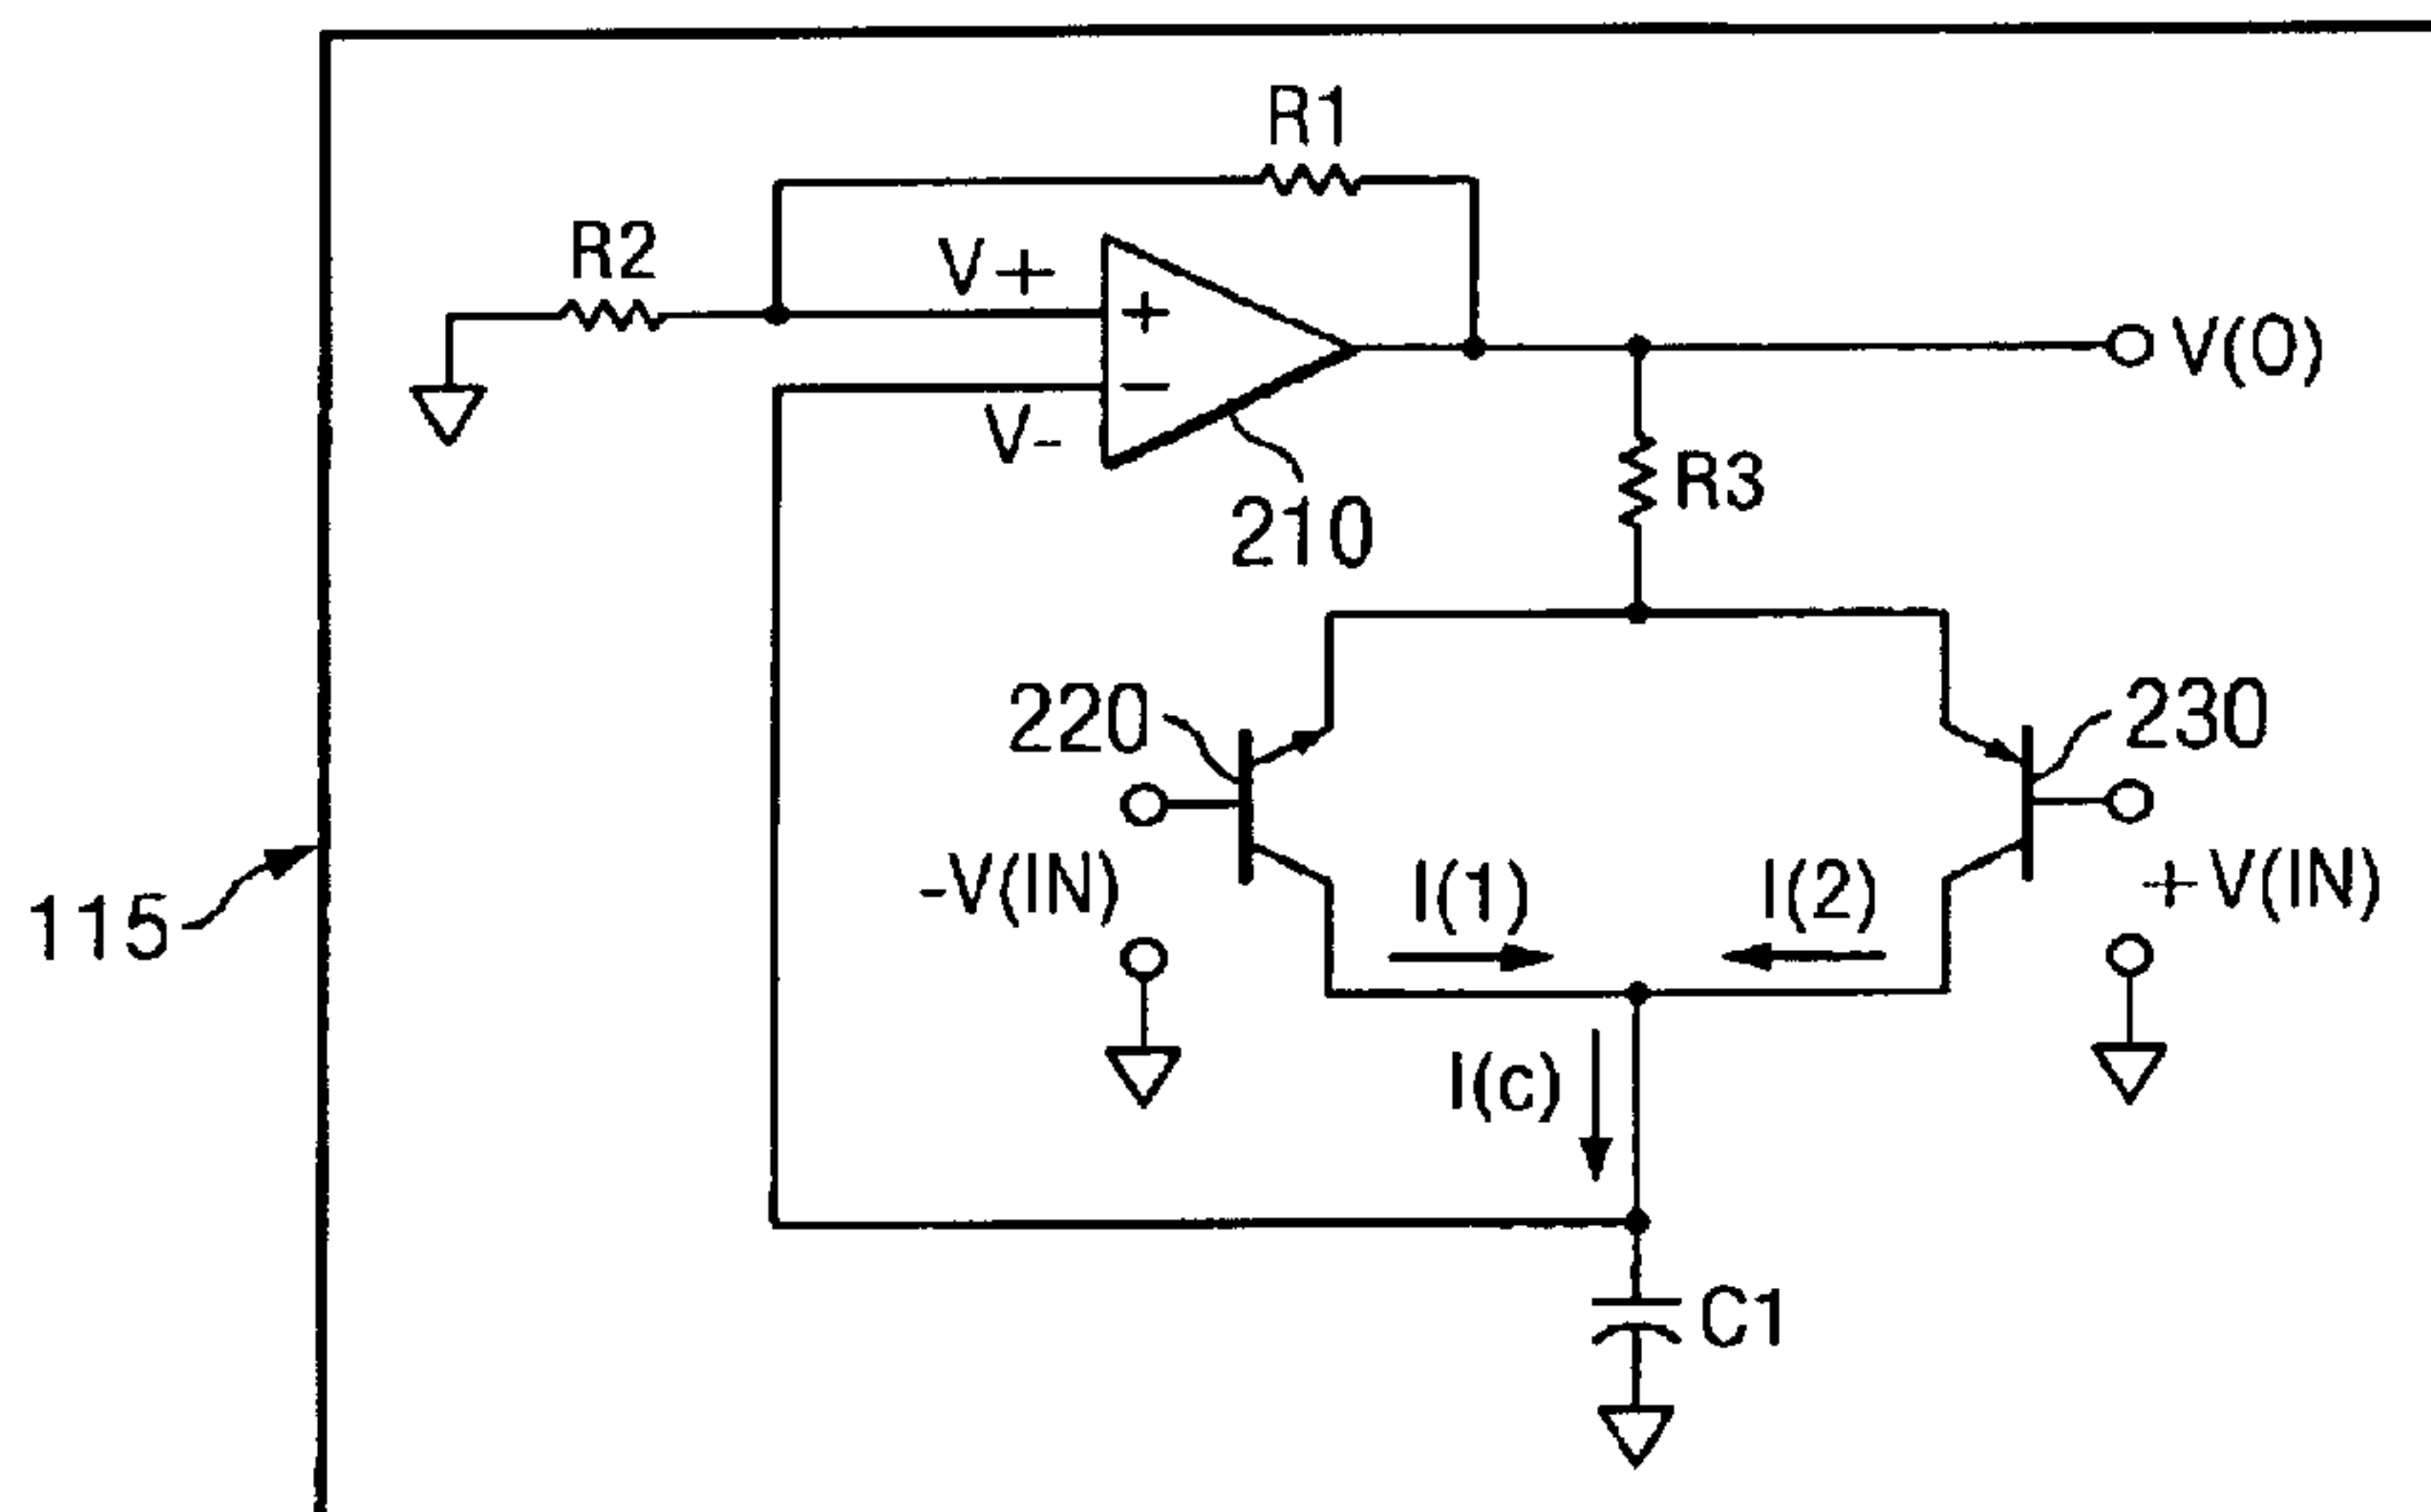 R1
R2
V+
+
V(O)
−
V-
R3
210
220
230
-V(IN)
I(1)
I(2)
+V(IN)
115
I(c)
C1